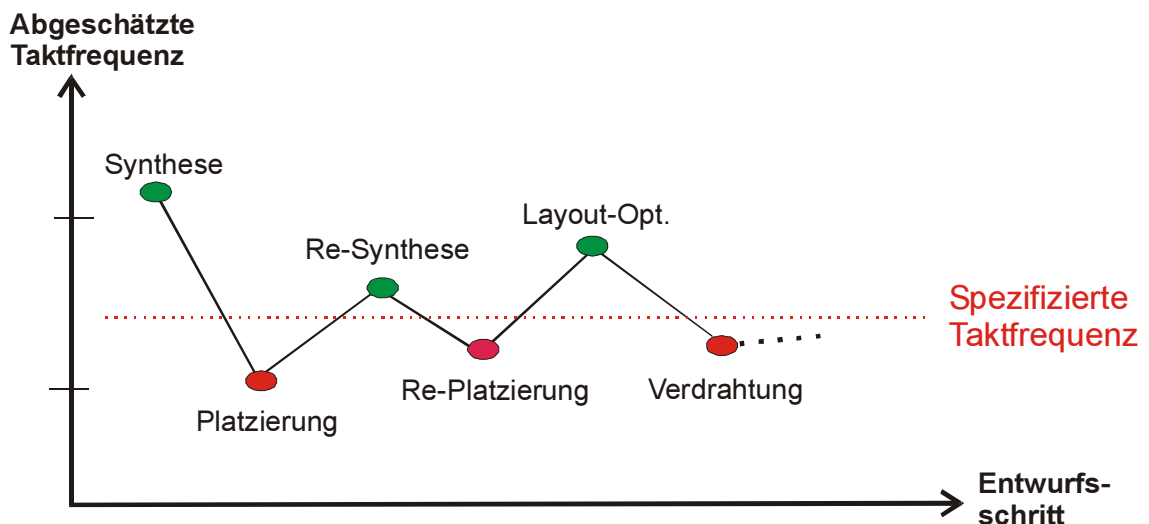 Abgeschätzte
Taktfrequenz
Synthese
Layout-Opt.
Re-Synthese
Spezifizierte
Taktfrequenz
Re-Platzierung
Verdrahtung
Platzierung
Entwurfs-
schritt